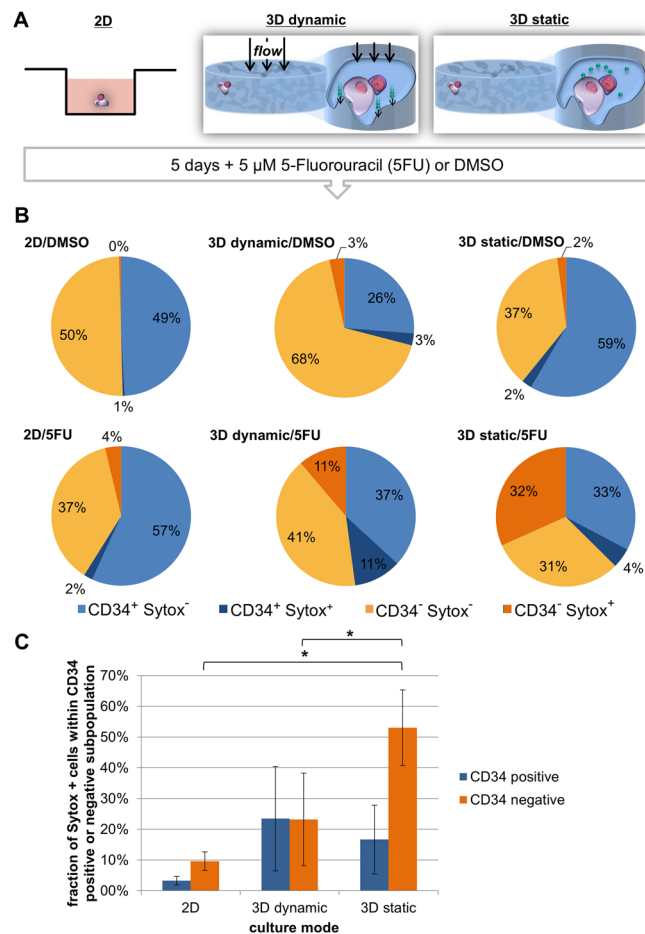 A
2D
3D dynamic
3D static
flow
5 days + 5 µM 5-Fluorouracil (5FU) or DMSO
B
2D/DMSO
3D dynamic/DMSO
3D static/DMSO
0%
49%
50%
1%
3%
26%
3%
68%
2%
59%
37%
2%
2D/5FU
3D dynamic/5FU
3D static/5FU
4%
57%
37%
2%
11%
37%
41%
11%
32%
33%
31%
4%
CD34+ Sytox-
CD34+ Sytox+
CD34- Sytox-
CD34- Sytox+
C
fraction of Sytox + cells within CD34
positive or negative subpopulation
70%
60%
50%
40%
30%
20%
10%
00%
*
*
CD34 positive
CD34 negative
2D
3D dynamic
3D static
culture mode